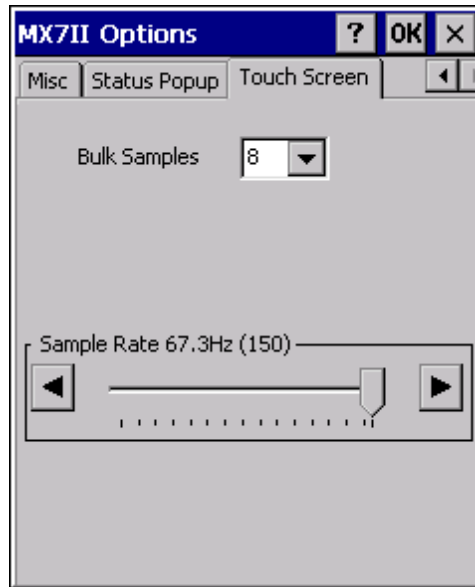 MX7II Options ? OK ×
Misc Status Popup Touch Screen
Bulk Samples 8
Sample Rate 67.3Hz (150)